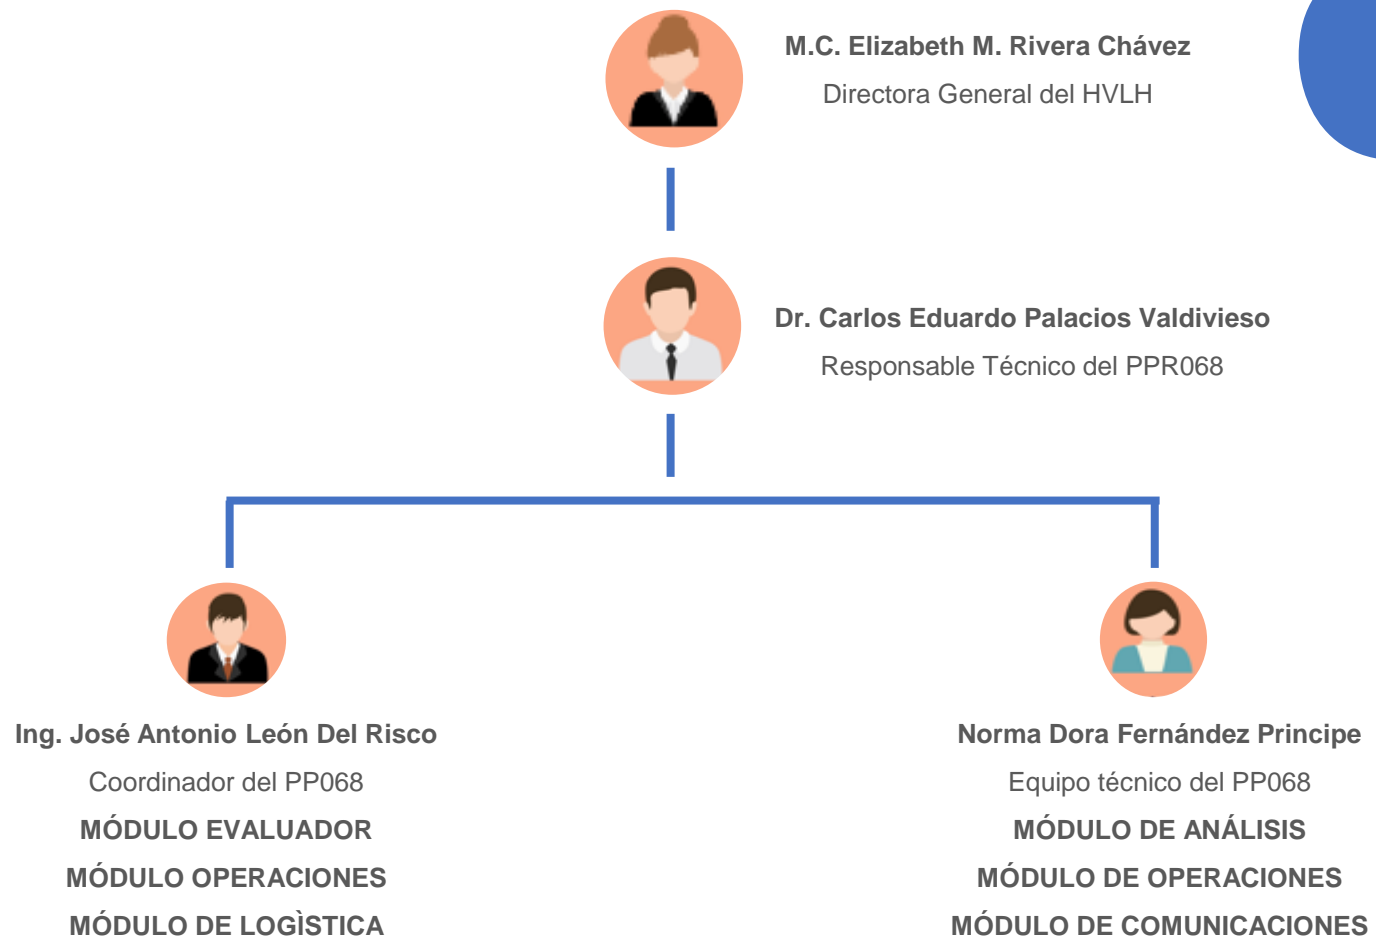 M.C. Elizabeth M. Rivera Chávez
Directora General del HVLH
Dr. Carlos Eduardo Palacios Valdivieso
Responsable Técnico del PPR068
Ing. José Antonio León Del Risco
Coordinador del PP068
MÓDULO EVALUADOR
MÓDULO OPERACIONES
MÓDULO DE LOGÌSTICA
Norma Dora Fernández Principe
Equipo técnico del PP068
MÓDULO DE ANÁLISIS
MÓDULO DE OPERACIONES
MÓDULO DE COMUNICACIONES